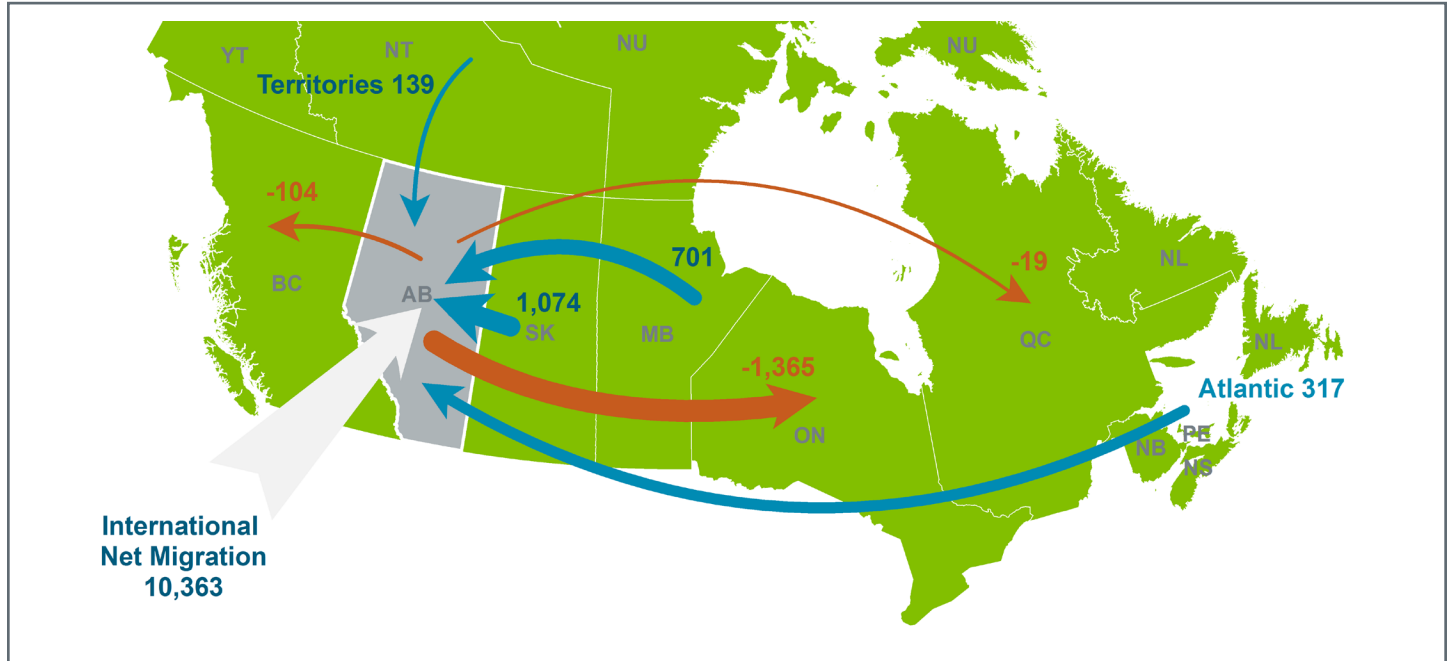 NU
NU
YT
NT
Territories 139
-104
701
-19
NL
BC
AB
1,074
SK
MB
QC
NL
-1,365
Atlantic 317
ON
PE
NB
NS
International
Net Migration
10,363